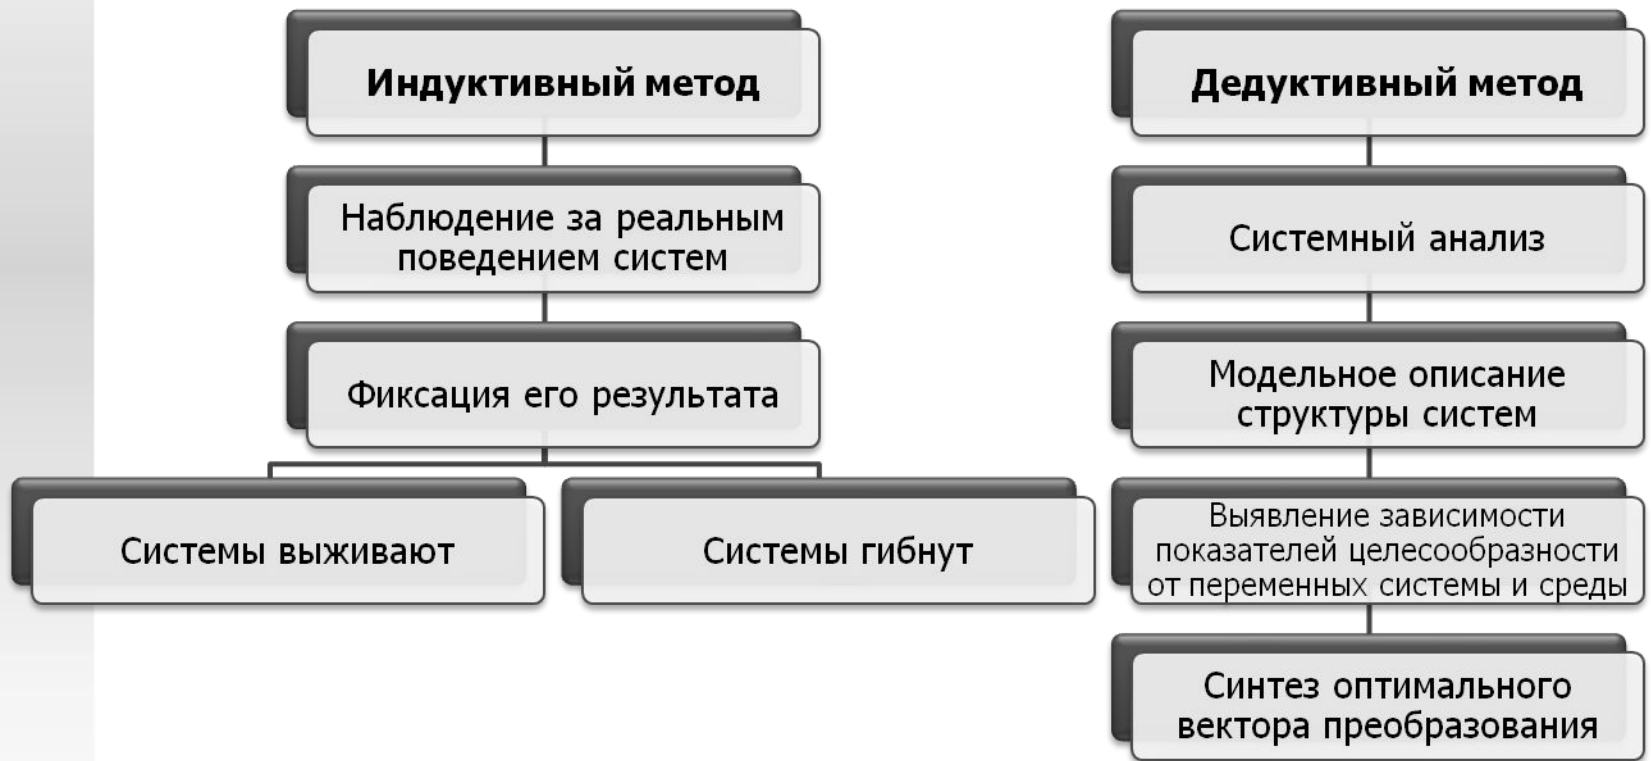 Индуктивный метод
Наблюдение за реальным
поведением систем
Фиксация его результата
Системы выживают
Системы гибнут
Дедуктивный метод
Системный анализ
Модельное описание
структуры систем
Выявление зависимости
показателей целесообразности
от переменных системы и среды
Синтез оптимального
вектора преобразования